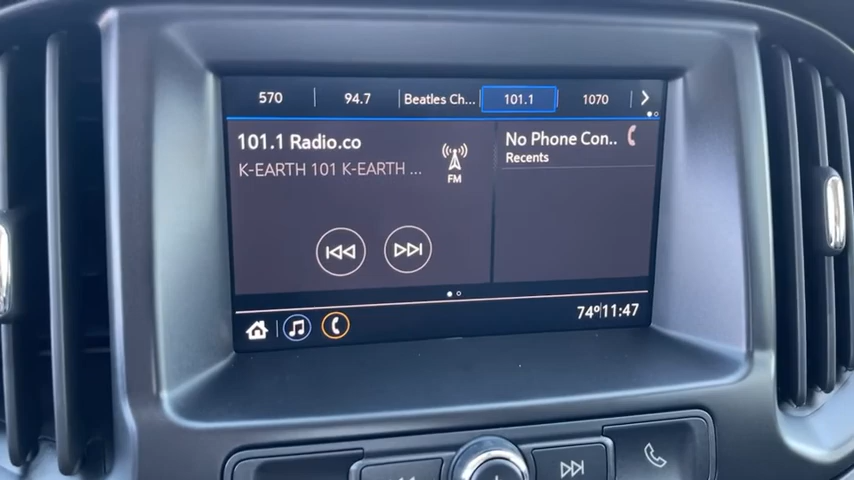 570 94.7 Beatles Ch... 101.1 1070
101.1 Radio.co
K-EARTH 101 K-EARTH ...
FM
No Phone Con..
Recents
74° 11:47